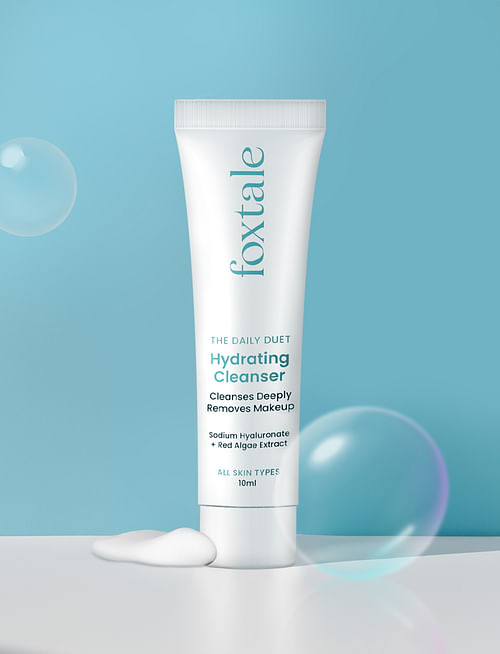 foxtale
THE DAILY DUET
Hydrating
Cleanser
Cleanses Deeply
Removes Makeup
Sodium Hyaluronate
+ Red Algae Extract
ALL SKIN TYPES
10ml